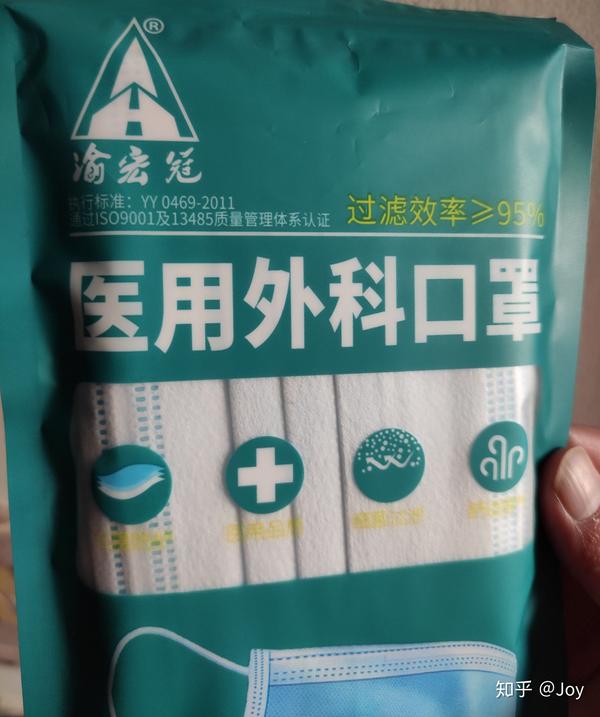 ®
渝宏冠
执行标准：YY 0469-2011
通过ISO9001及13485质量管理体系认证
过滤效率≥95%
医用外科口罩
知乎 @Joy